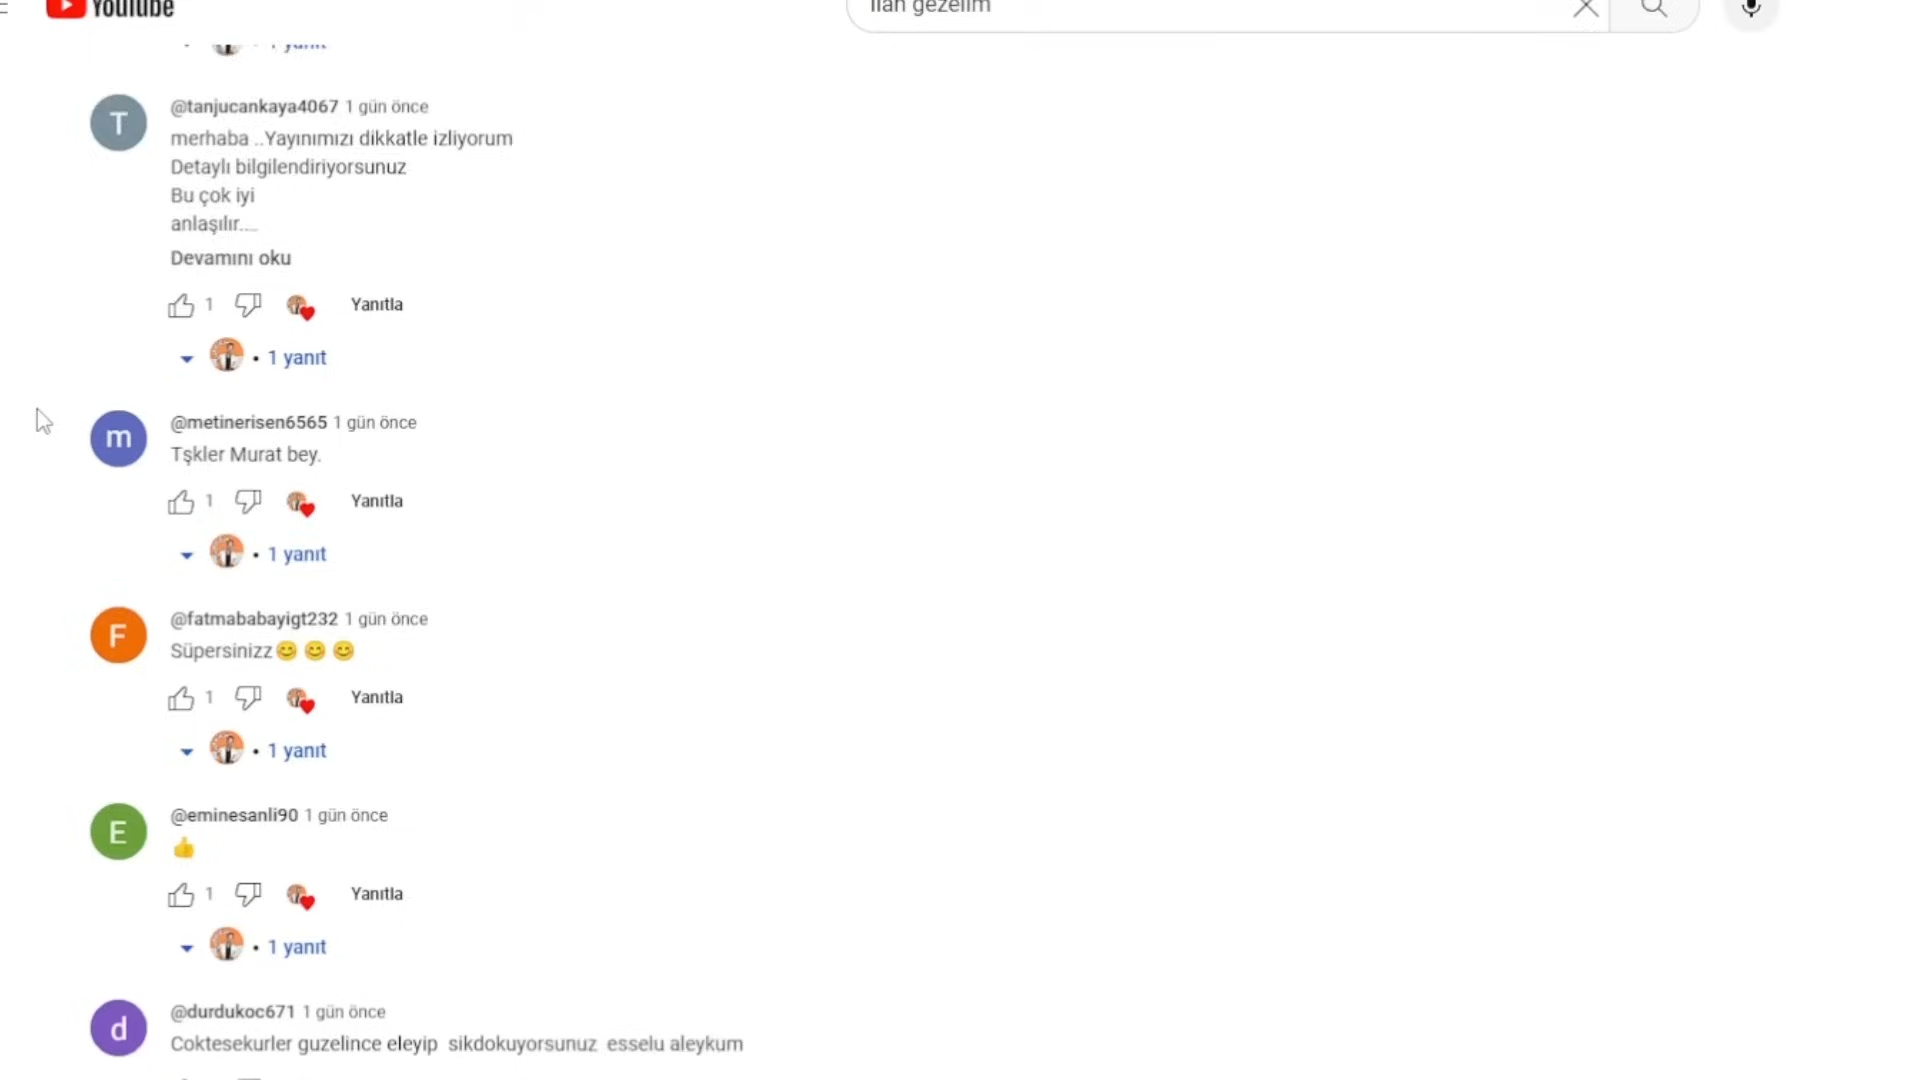 YouTube
ilan gezelim
1 yanıt
@tanjucankaya4067 1 gün önce
merhaba ..Yayınımızı dikkatle izliyorum
Detaylı bilgilendiriyorsunuz
Bu çok iyi
anlaşılır....
Devamını oku
1 Yanıtla
1 yanıt
@metinerisen6565 1 gün önce
Tşkler Murat bey.
1 Yanıtla
1 yanıt
@fatmababayigt232 1 gün önce
Süpersinizz😊 😊 😊
1 Yanıtla
1 yanıt
@eminesanli90 1 gün önce
👍
1 Yanıtla
1 yanıt
@durdukoc671 1 gün önce
Coktesekurler guzelince eleyip sikdokuyorsunuz esselu aleykum
T
m
F
E
d